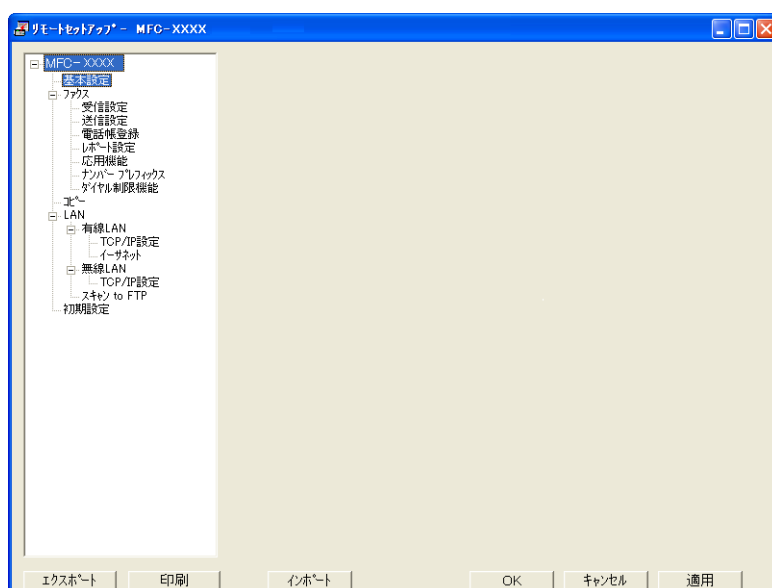 ﾘﾓｰﾄｾｯﾄｱｯﾌﾟ - MFC-XXXX
MFC-XXXX
基本設定
ﾌｧｸｽ
受信設定
送信設定
電話帳登録
ﾚﾎﾟｰﾄ設定
応用機能
ﾅﾝﾊﾞｰ ﾌﾟﾚﾌｨｯｸｽ
ﾀﾞｲﾔﾙ制限機能
ｺﾋﾟｰ
LAN
有線LAN
TCP/IP設定
ｲｰｻﾈｯﾄ
無線LAN
TCP/IP設定
ｽｷｬﾝ to FTP
初期設定
ｴｸｽﾎﾟｰﾄ 印刷 ｲﾝﾎﾟｰﾄ OK ｷｬﾝｾﾙ 適用